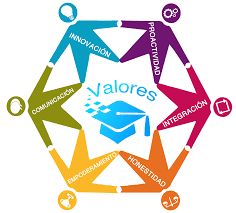 INNOVACIÓN
PROACTIVIDAD
Valores
COMUNICACIÓN
INTEGRACIÓN
EMPODERAMIENTO
HONESTIDAD